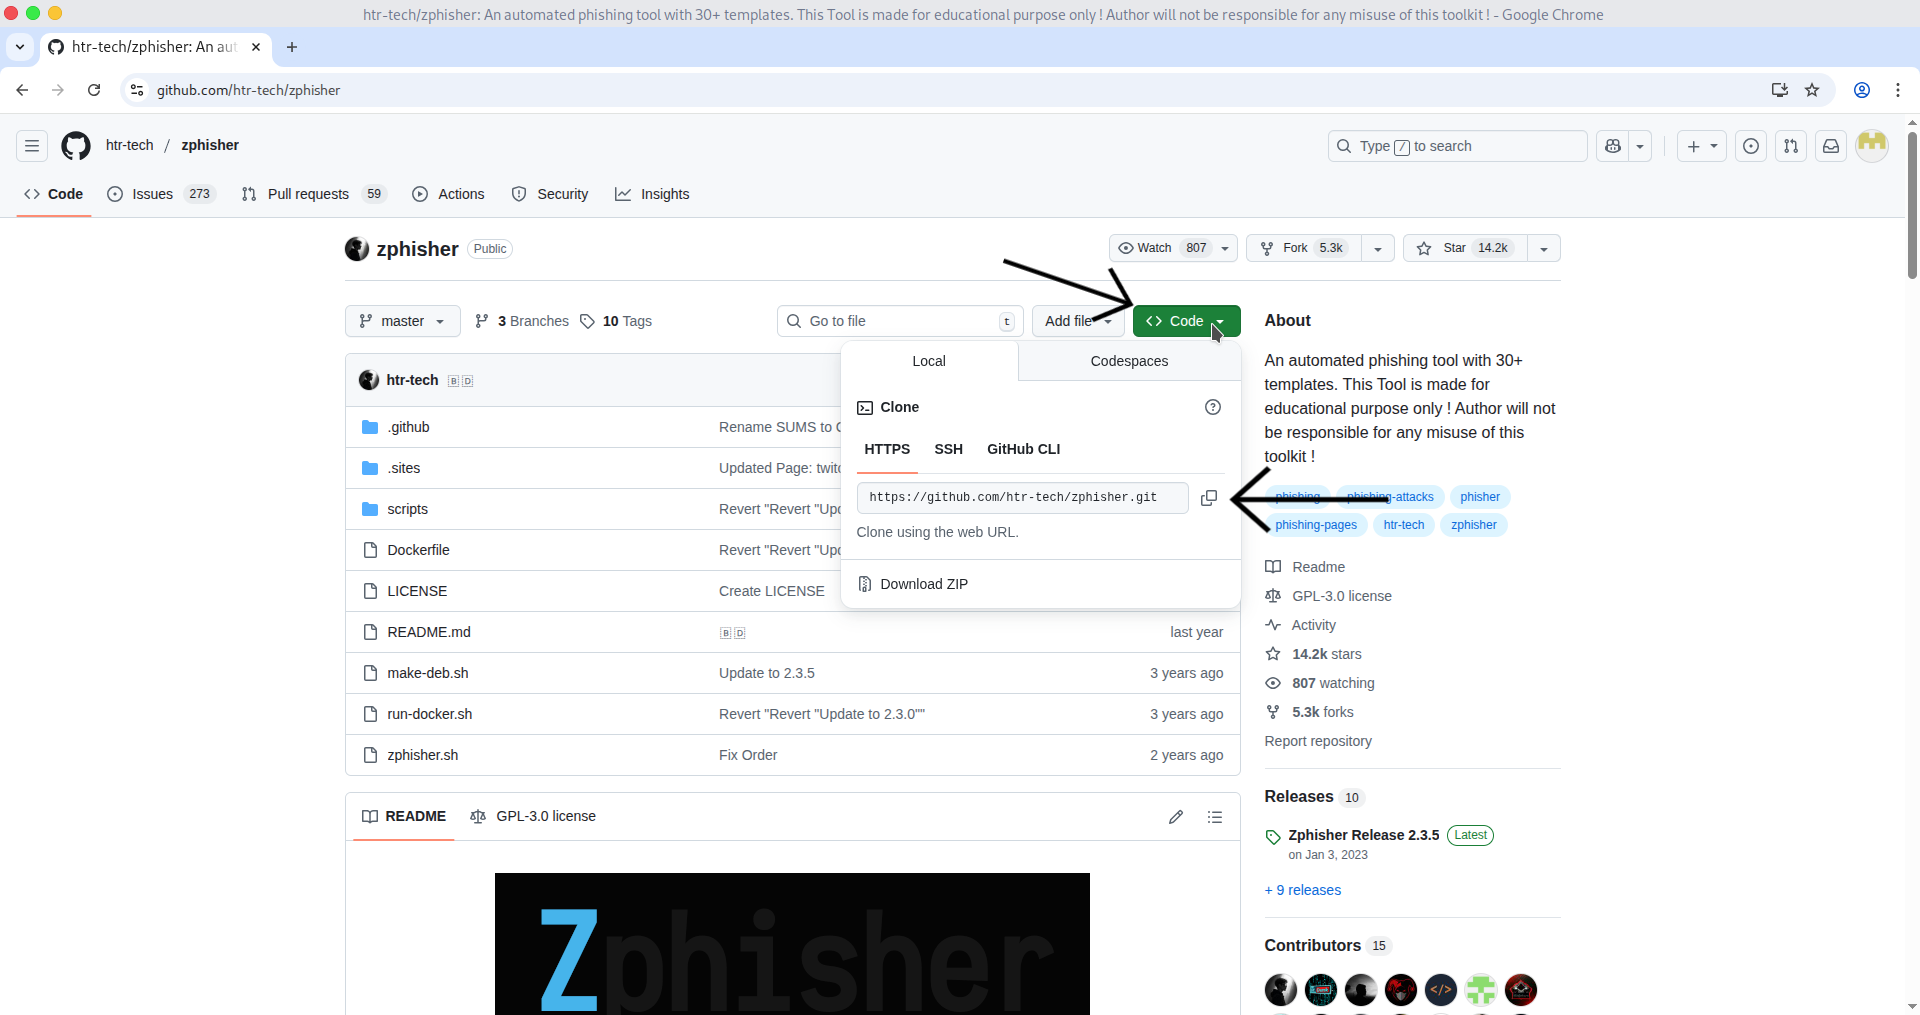 htr-tech/zphisher: An automated phishing tool with 30+ templates. This Tool is made for educational purpose only ! Author will not be responsible for any misuse of this toolkit ! - Google Chrome
htr-tech/zphisher: An aut
github.com/htr-tech/zphisher
htr-tech / zphisher
Type / to search
Code
Issues 273
Pull requests 59
Actions
Security
Insights
zphisher Public
Watch 807
Fork 5.3k
Star 14.2k
master
3 Branches
10 Tags
Go to file t
Add file
Code
Local
Codespaces
Clone
HTTPS SSH GitHub CLI
https://github.com/htr-tech/zphisher.git
Clone using the web URL.
Download ZIP
htr-tech B D
.github Rename SUMS to
.sites Updated Page:
scripts Revert "Revert
Dockerfile Revert "Revert
LICENSE Create LICENSE
README.md B D last year
make-deb.sh Update to 2.3.5 3 years ago
run-docker.sh Revert "Revert "Update to 2.3.0"" 3 years ago
zphisher.sh Fix Order 2 years ago
README
GPL-3.0 license
Zphisher
About
An automated phishing tool with 30+
templates. This Tool is made for
educational purpose only ! Author will not
be responsible for any misuse of this
toolkit !
phishing phishing-attacks phisher
phishing-pages htr-tech zphisher
Readme
GPL-3.0 license
Activity
14.2k stars
807 watching
5.3k forks
Report repository
Releases 10
Zphisher Release 2.3.5 Latest
on Jan 3, 2023
+ 9 releases
Contributors 15